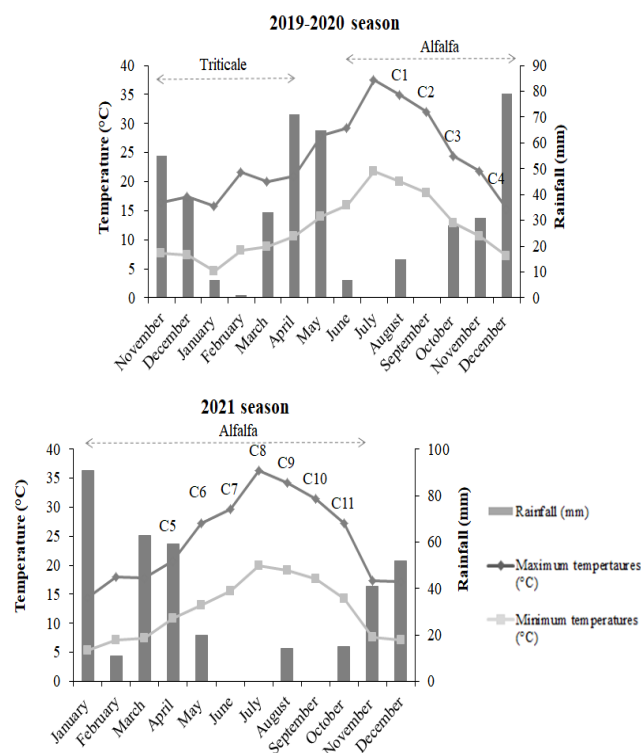 2019-2020 season
Triticale
Alfalfa
Temperature (°C)
40
35
30
25
20
15
10
5
0
C1
C2
C3
C4
90
80
70
60
50
40
30
20
10
0
Rainfall (mm)
November
December
January
February
March
April
May
June
July
August
September
October
November
December
2021 season
Alfalfa
Temperature (°C)
40
35
30
25
20
15
10
5
0
C5
C6
C7
C8
C9
C10
C11
100
80
60
40
20
0
Rainfall (mm)
January
February
March
April
May
June
July
August
September
October
November
December
Rainfall (mm)
Maximum tempertaures
(°C)
Minimum temperatures
(°C)